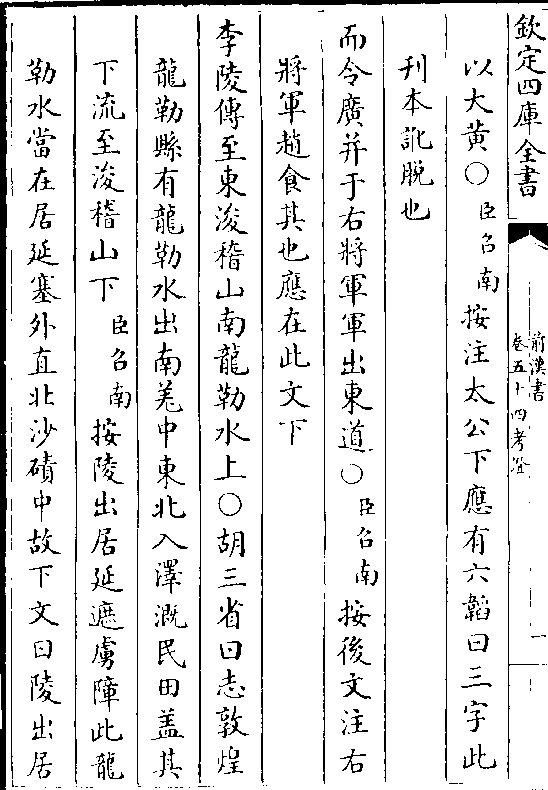 欽定四庫全書
前漢書
卷五十四考證
以大黃○臣召南按注太公下應有六韜曰三字此
刊本訛脫也
而令廣并于右將軍軍出東道○臣召南按後文注右
將軍趙食其也應在此文下
李陵傳至東浚稽山南龍勒水上○胡三省曰志敦煌
龍勒縣有龍勒水出南羌中東北入澤溉民田蓋其
下流至浚稽山下臣召南按陵出居延遮虜障此龍
勒水當在居延塞外直北沙磧中故下文曰陵出居